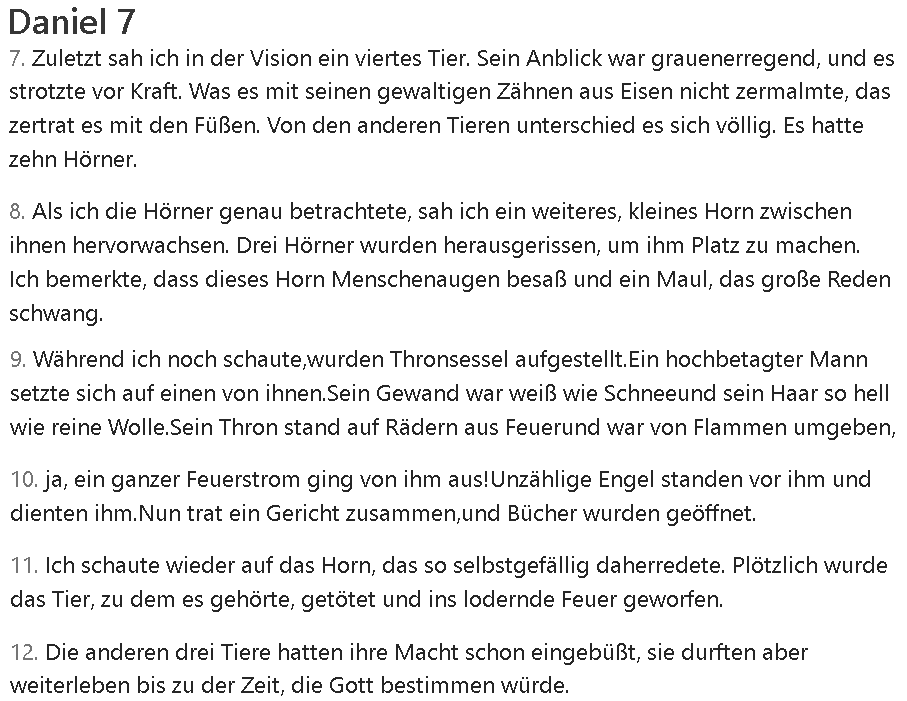 Daniel 7
7. Zuletzt sah ich in der Vision ein viertes Tier. Sein Anblick war grauenerregend, und es
strotzte vor Kraft. Was es mit seinen gewaltigen Zähnen aus Eisen nicht zermalmte, das
zertrat es mit den Füßen. Von den anderen Tieren unterschied es sich völlig. Es hatte
zehn Hörner.
8. Als ich die Hörner genau betrachtete, sah ich ein weiteres, kleines Horn zwischen
ihnen hervorwachsen. Drei Hörner wurden herausgerissen, um ihm Platz zu machen.
Ich bemerkte, dass dieses Horn Menschenaugen besaß und ein Maul, das große Reden
schwang.
9. Während ich noch schaute,wurden Thronsessel aufgestellt.Ein hochbetagter Mann
setzte sich auf einen von ihnen.Sein Gewand war weiß wie Schneeund sein Haar so hell
wie reine Wolle.Sein Thron stand auf Rädern aus Feuerund war von Flammen umgeben,
10. ja, ein ganzer Feuerstrom ging von ihm aus!Unzählige Engel standen vor ihm und
dienten ihm.Nun trat ein Gericht zusammen,und Bücher wurden geöffnet.
11. Ich schaute wieder auf das Horn, das so selbstgefällig daherredete. Plötzlich wurde
das Tier, zu dem es gehörte, getötet und ins lodernde Feuer geworfen.
12. Die anderen drei Tiere hatten ihre Macht schon eingebüßt, sie durften aber
weiterleben bis zu der Zeit, die Gott bestimmen würde.